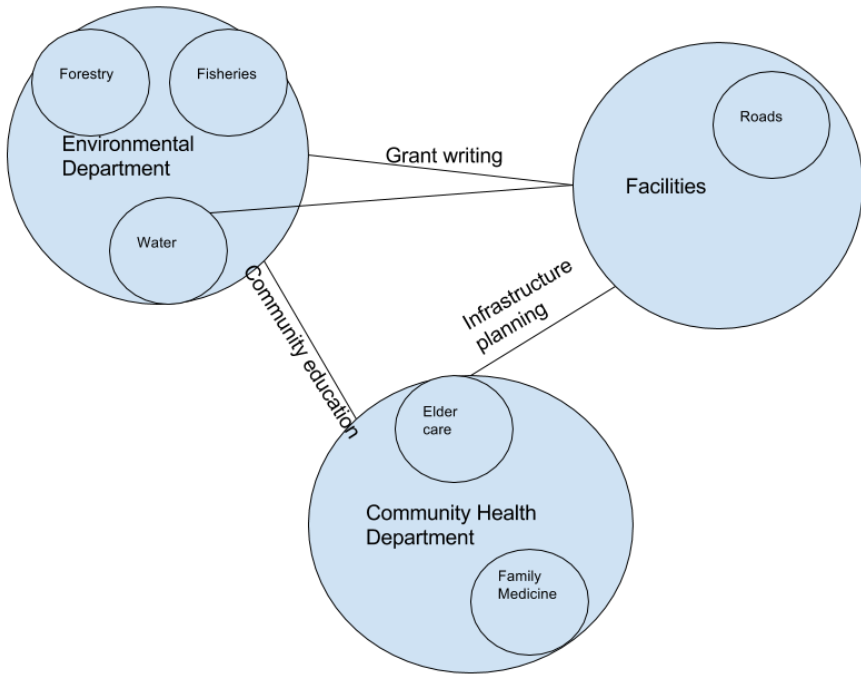 Forestry
Fisheries
Environmental
Department
Water
Grant writing
Roads
Facilities
Community education
Infrastructure
planning
Elder
care
Community Health
Department
Family
Medicine